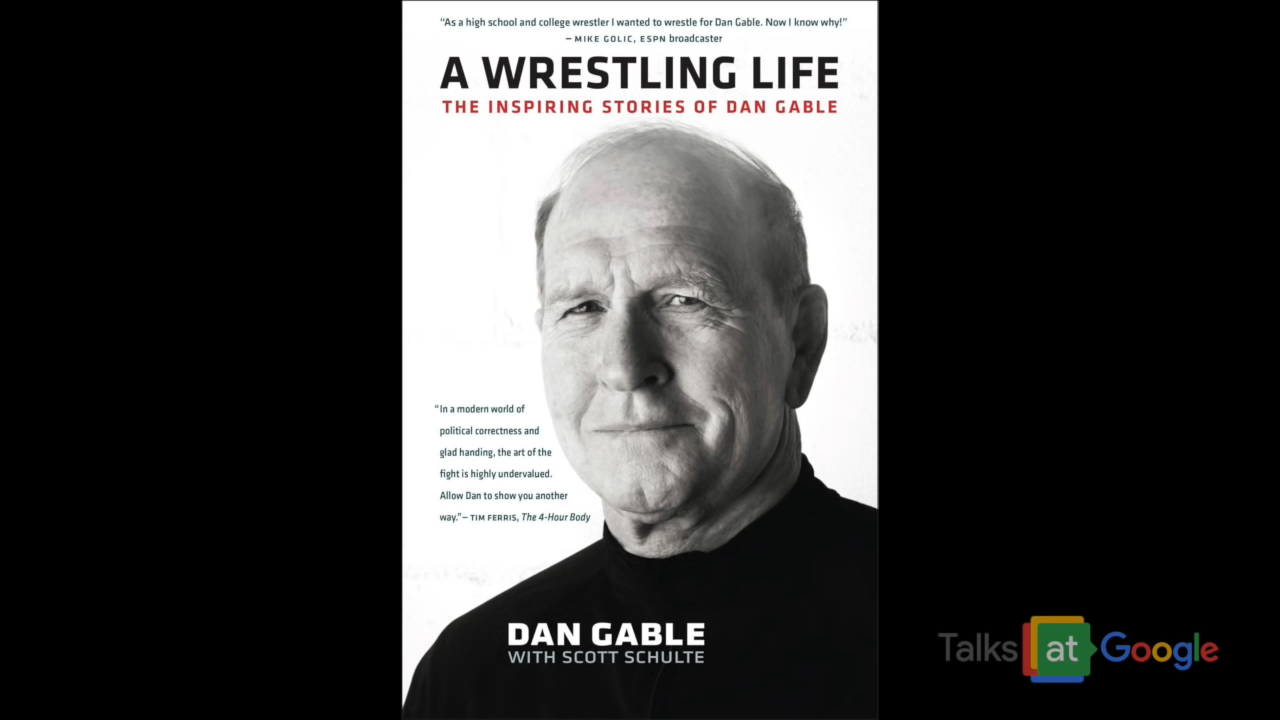 “As a high school and college wrestler I wanted to wrestle for Dan Gable. Now I know why!”
– MIKE GOLIC, ESPN broadcaster
A WRESTLING LIFE
THE INSPIRING STORIES OF DAN GABLE
“In a modern world of
political correctness and
glad handing, the art of the
fight is highly undervalued.
Allow Dan to show you another
way.” – TIM FERRIS, The 4-Hour Body
DAN GABLE
WITH SCOTT SCHULTE
Talks at Google